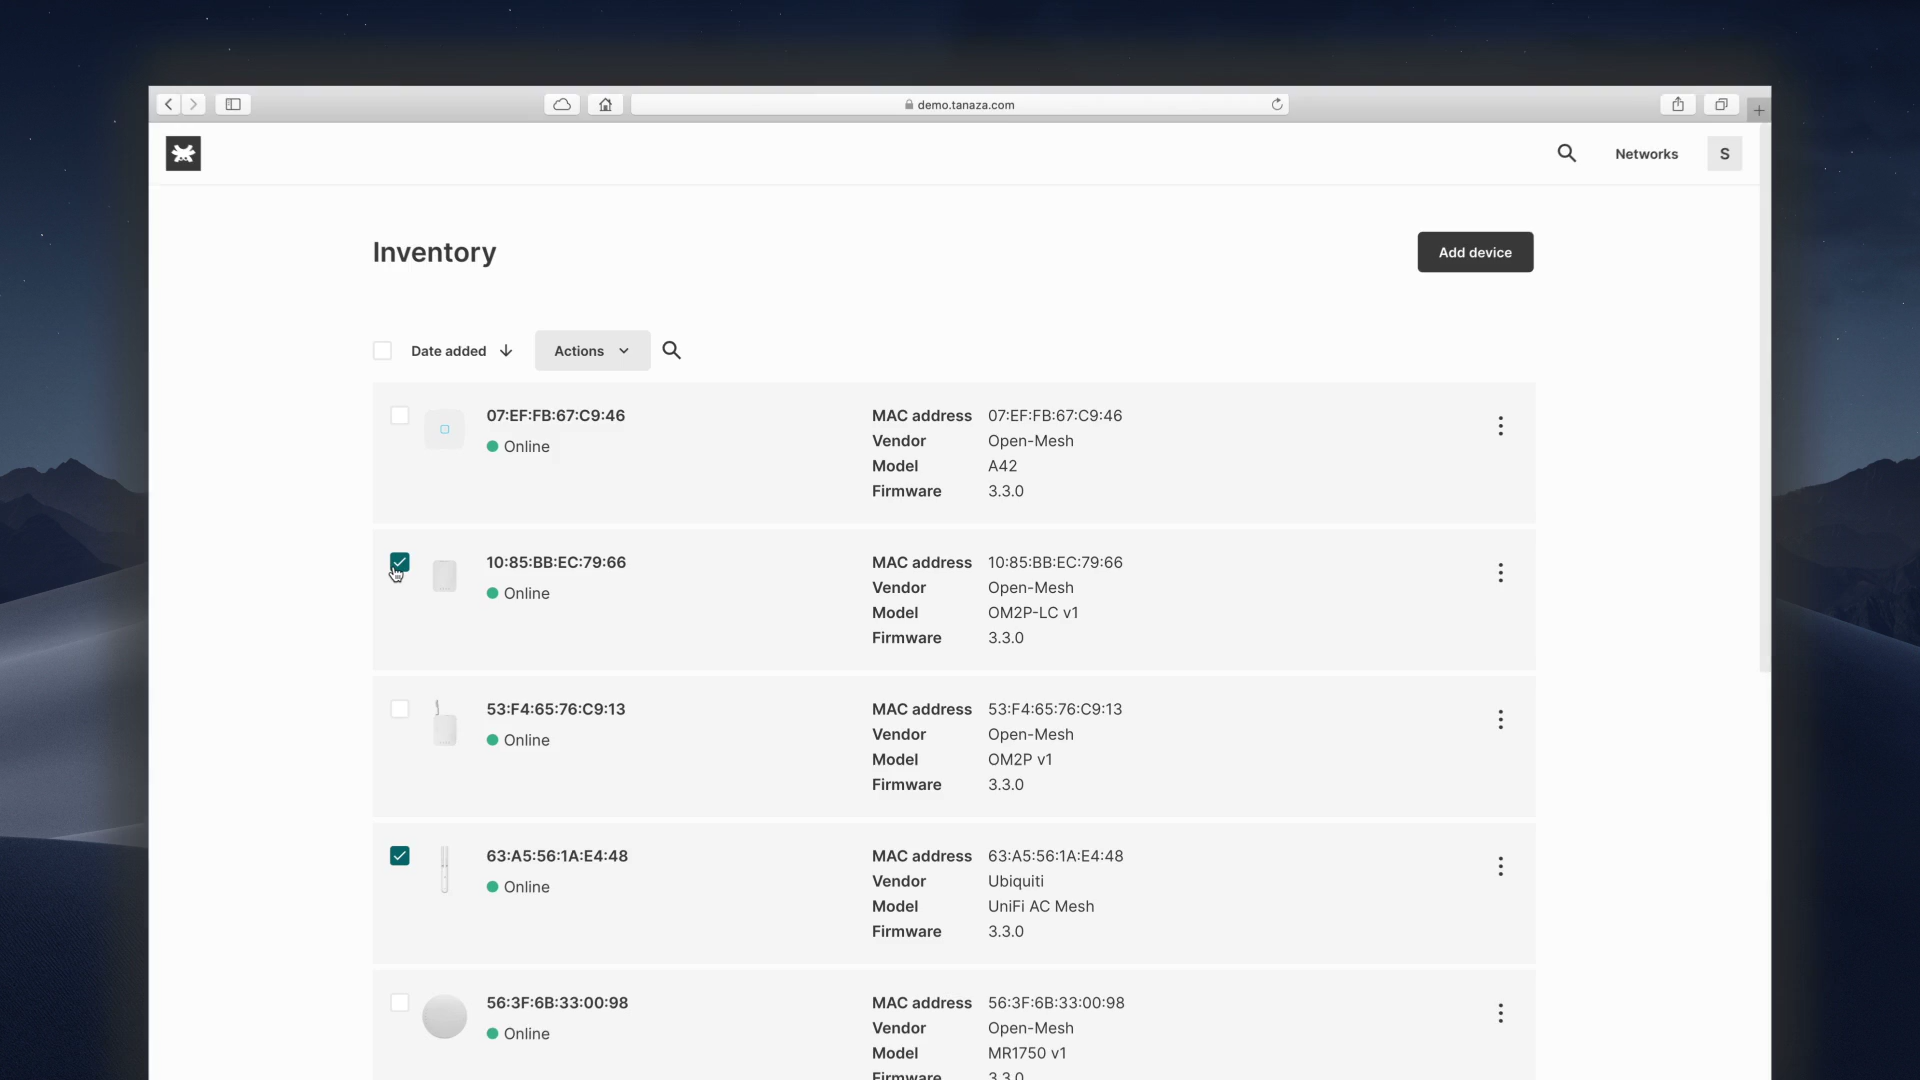 demo.tanaza.com
Networks
S
Inventory
Add device
Date added
Actions
07:EF:FB:67:C9:46
Online
MAC address 07:EF:FB:67:C9:46
Vendor Open-Mesh
Model A42
Firmware 3.3.0
10:85:BB:EC:79:66
Online
MAC address 10:85:BB:EC:79:66
Vendor Open-Mesh
Model OM2P-LC v1
Firmware 3.3.0
53:F4:65:76:C9:13
Online
MAC address 53:F4:65:76:C9:13
Vendor Open-Mesh
Model OM2P v1
Firmware 3.3.0
63:A5:56:1A:E4:48
Online
MAC address 63:A5:56:1A:E4:48
Vendor Ubiquiti
Model UniFi AC Mesh
Firmware 3.3.0
56:3F:6B:33:00:98
Online
MAC address 56:3F:6B:33:00:98
Vendor Open-Mesh
Model MR1750 v1
Firmware 3.3.0